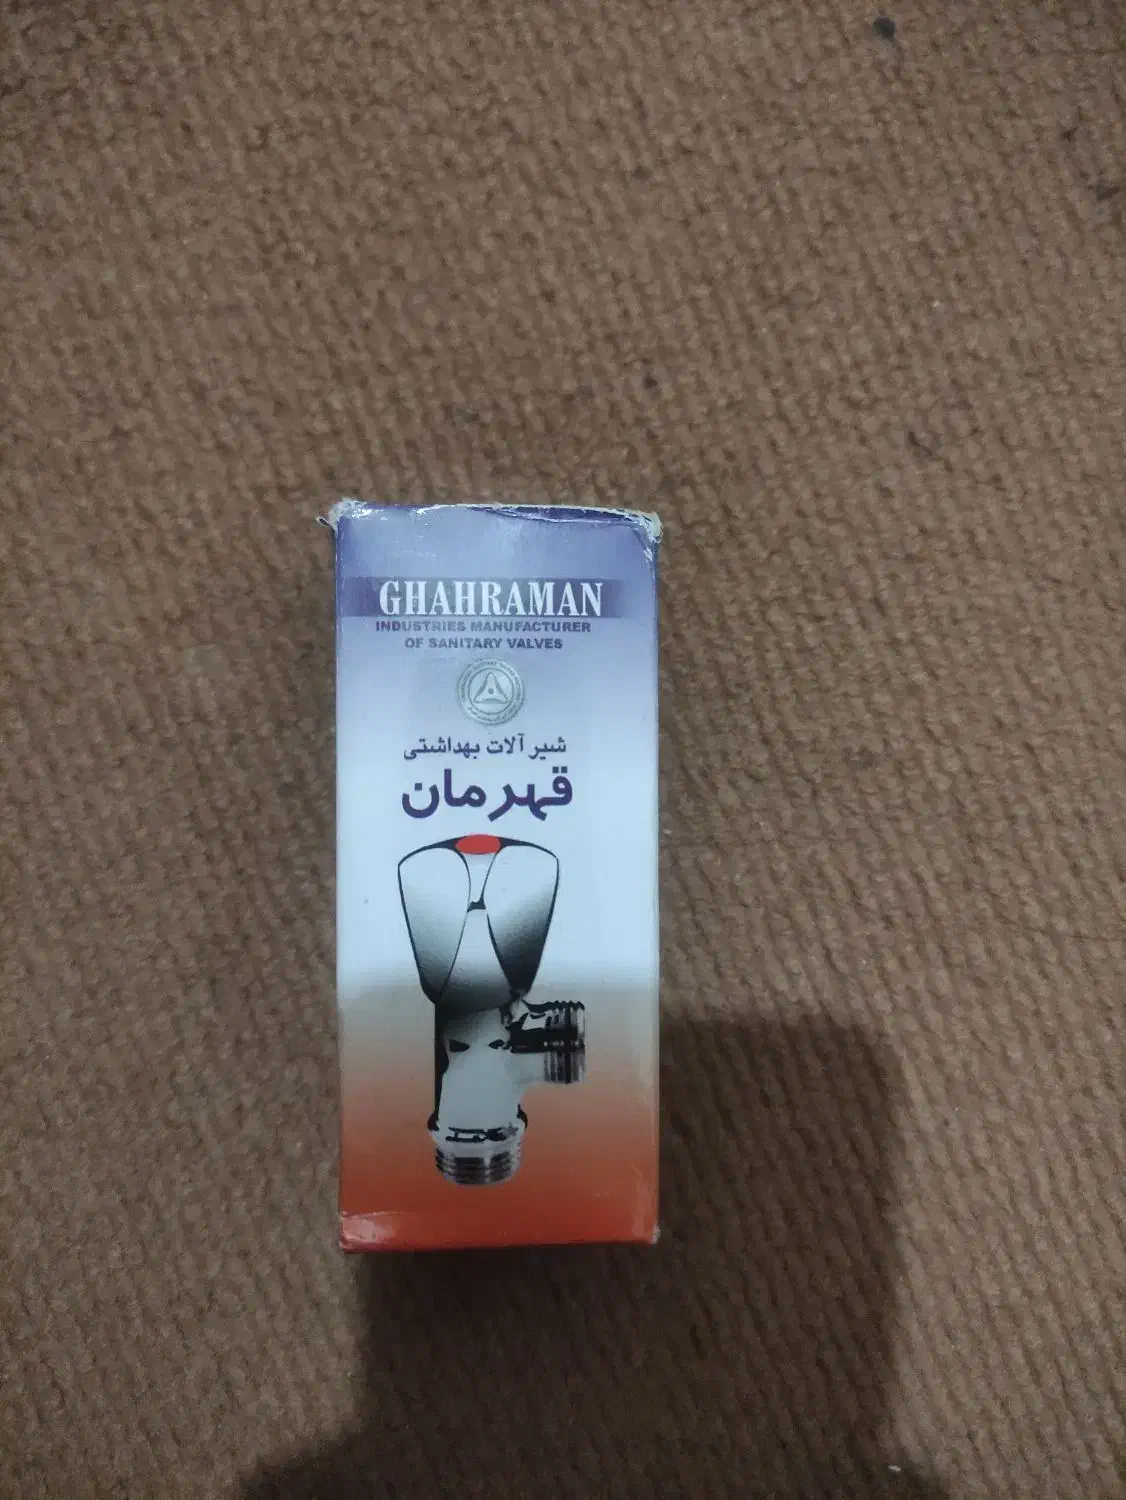 GHAHRAMAN
INDUSTRIES MANUFACTURER
OF SANITARY VALVES
شیر آلات بهداشتی
قهرمان